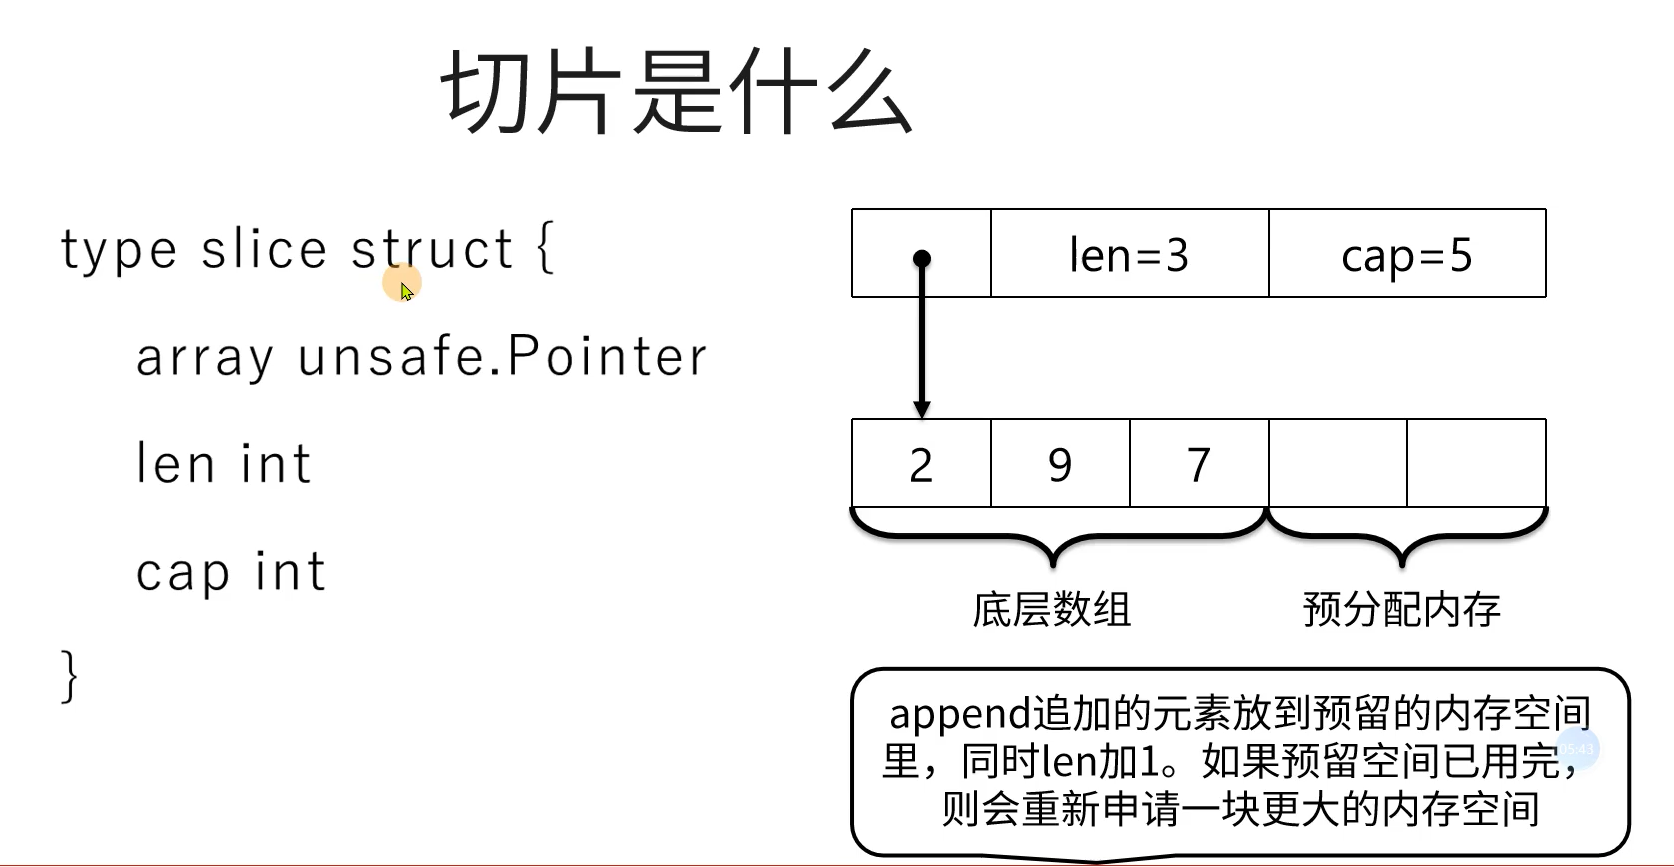 切片是什么
type slice struct {
array unsafe.Pointer
len int
cap int
}
len=3
cap=5
2
9
7
底层数组
预分配内存
append追加的元素放到预留的内存空间
里，同时len加1。如果预留空间已用完，
则会重新申请一块更大的内存空间
05:43